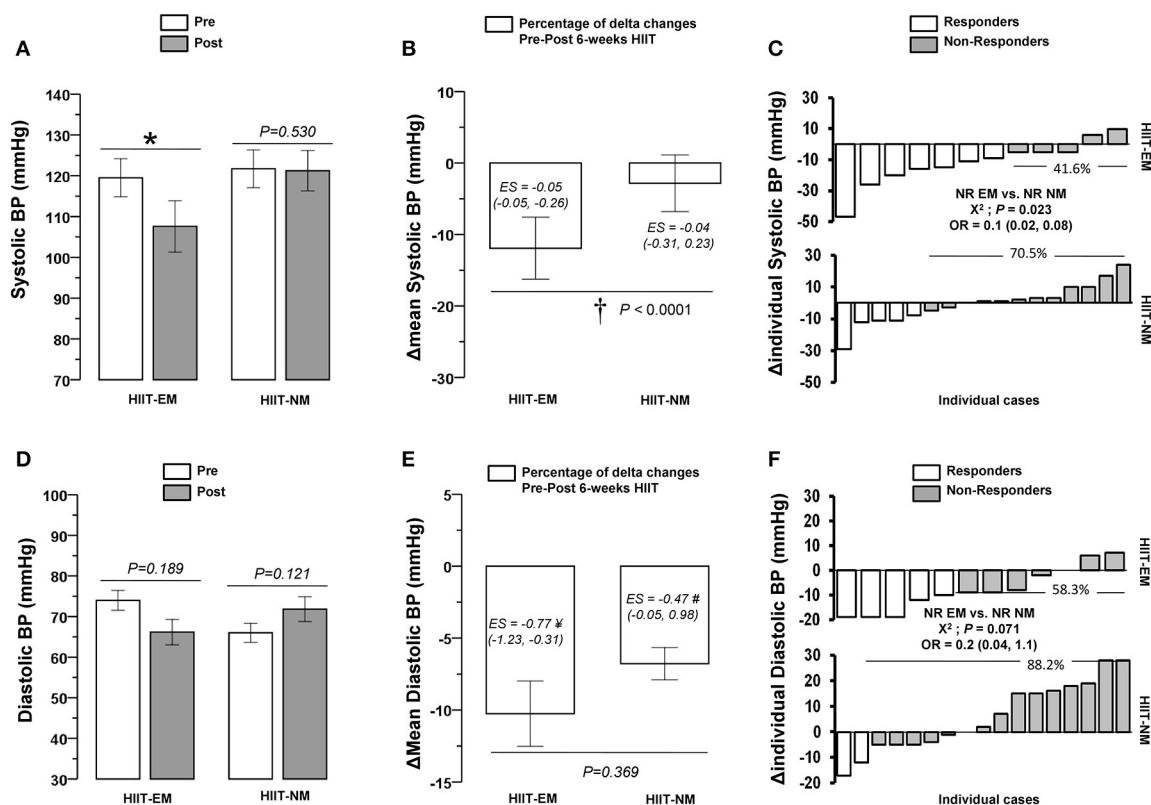 Pre
Post
A
Systolic BP (mmHg)
140
130
120
110
100
90
80
70
*
P=0.530
HIIT-EM
HIIT-NM
Percentage of delta changes
Pre-Post 6-weeks HIIT
B
Δmean Systolic BP (mmHg)
10
0
-10
-20
-30
ES = -0.05
(-0.05, -0.26)
ES = -0.04
(-0.31, 0.23)
† P < 0.0001
HIIT-EM
HIIT-NM
Responders
Non-Responders
C
Δindividual Systolic BP (mmHg)
30
10
-10
-30
-50
41.6%
HIIT-EM
NR EM vs. NR NM
X² ; P = 0.023
OR = 0.1 (0.02, 0.08)
70.5%
30
10
-10
-30
-50
HIIT-NM
Individual cases
D
Pre
Post
Diastolic BP (mmHg)
100
90
80
70
60
50
40
30
P=0.189
P=0.121
HIIT-EM
HIIT-NM
E
Percentage of delta changes
Pre-Post 6-weeks HIIT
ΔMean Diastolic BP (mmHg)
5
0
-5
-10
-15
ES = -0.77 ¥
(-1.23, -0.31)
ES = -0.47 #
(-0.05, 0.98)
P=0.369
HIIT-EM
HIIT-NM
F
Responders
Non-Responders
Δindividual Diastolic BP (mmHg)
30
20
10
0
-10
-20
58.3%
HIIT-EM
NR EM vs. NR NM
X² ; P = 0.071
OR = 0.2 (0.04, 1.1)
88.2%
30
20
10
0
-10
-20
HIIT-NM
Individual cases